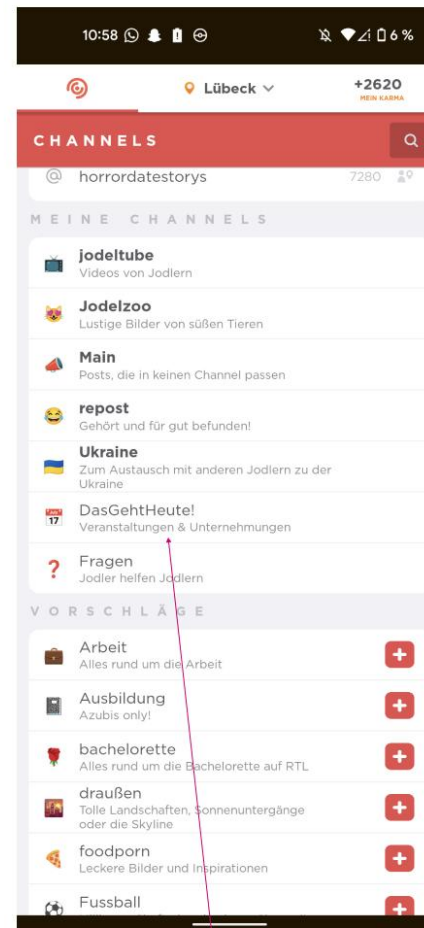 10:58
6 %
Lübeck
+2620
MEIN KARMA
CHANNELS
@ horrordatestorys 7280
MEINE CHANNELS
jodeltube
Videos von Jodlern
Jodelzoo
Lustige Bilder von süßen Tieren
Main
Posts, die in keinen Channel passen
repost
Gehört und für gut befunden!
Ukraine
Zum Austausch mit anderen Jodlern zu der
Ukraine
17
DasGehtHeute!
Veranstaltungen & Unternehmungen
Fragen
Jodler helfen Jodlern
VORSCHLÄGE
Arbeit
Alles rund um die Arbeit
Ausbildung
Azubis only!
bachelorette
Alles rund um die Bachelorette auf RTL
draußen
Tolle Landschaften, Sonnenuntergänge
oder die Skyline
foodporn
Leckere Bilder und Inspirationen
Fussball